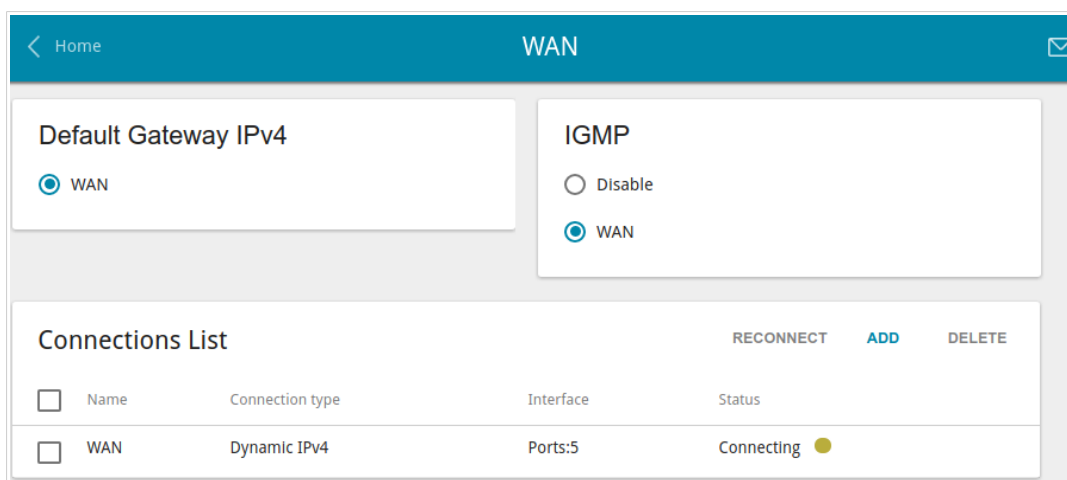 Home
WAN
Default Gateway IPv4
WAN
IGMP
Disable
WAN
Connections List
RECONNECT ADD DELETE
Name Connection type Interface Status
WAN Dynamic IPv4 Ports:5 Connecting